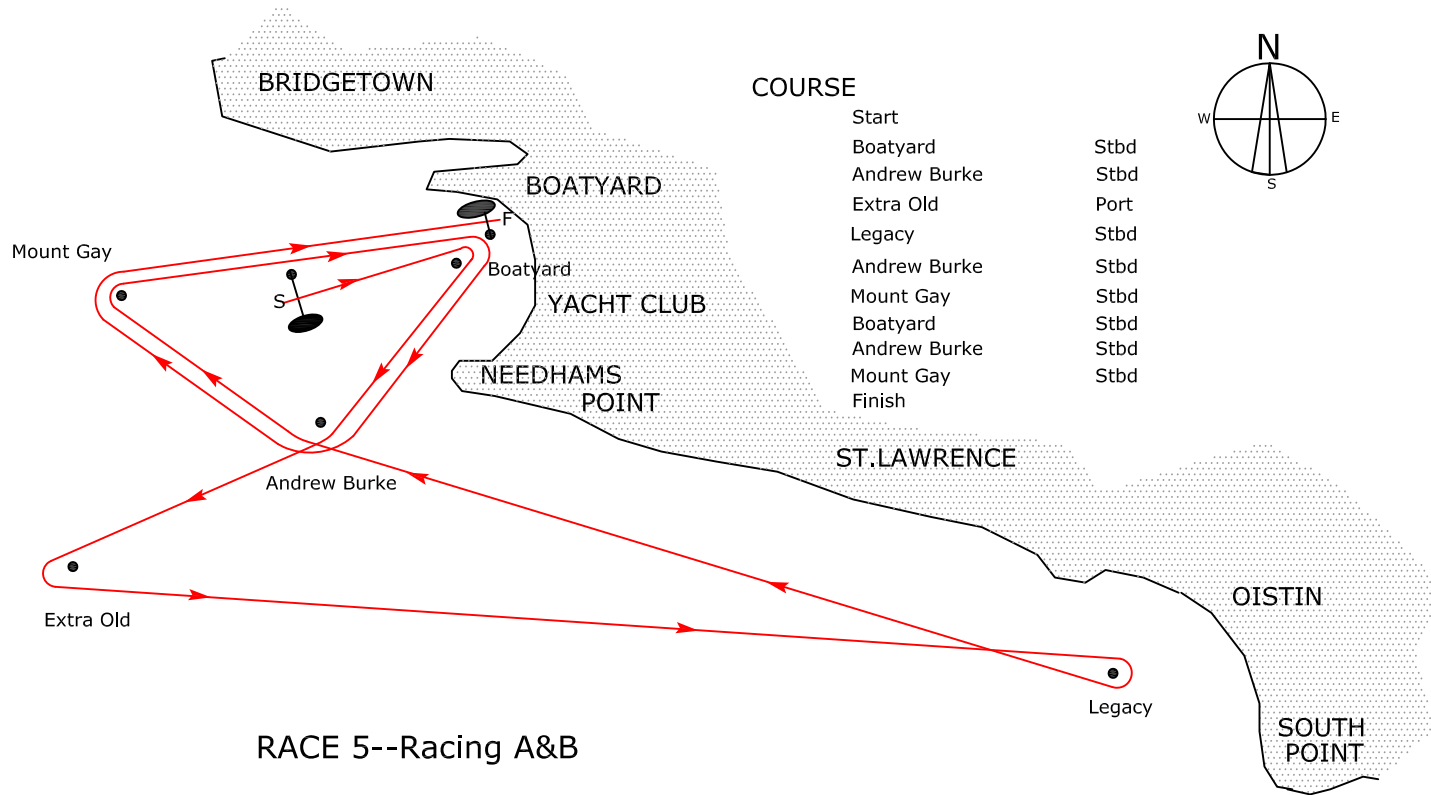 BRIDGETOWN
BOATYARD
YACHT CLUB
NEEDHAMS
POINT
ST.LAWRENCE
OISTIN
SOUTH
POINT
N
W
E
S
COURSE
Start
Boatyard Stbd
Andrew Burke Stbd
Extra Old Port
Legacy Stbd
Andrew Burke Stbd
Mount Gay Stbd
Boatyard Stbd
Andrew Burke Stbd
Mount Gay Stbd
Finish
Mount Gay
F
Boatyard
S
Andrew Burke
Extra Old
Legacy
RACE 5--Racing A&B